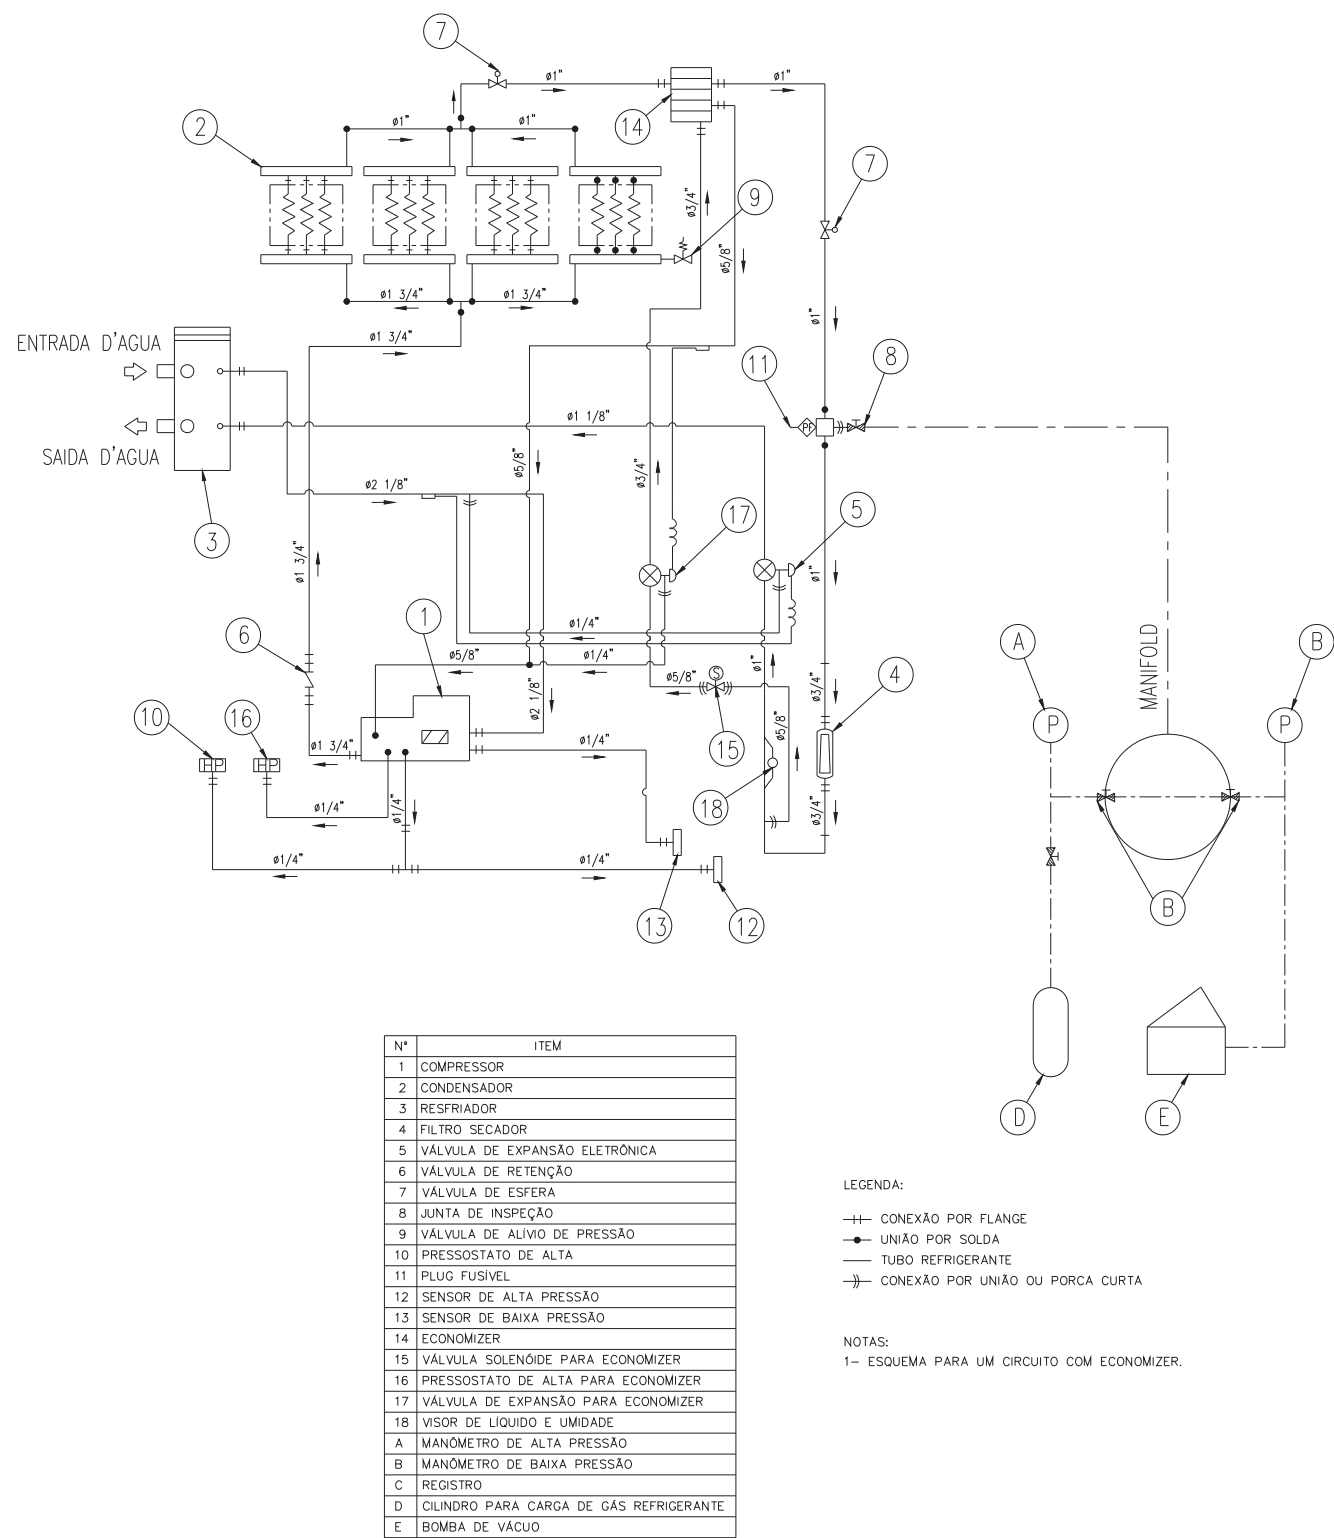 7
ø1"
ø1"
14
2
ø1"
ø1"
7
9
ø3/4"
ø5/8"
ø1 3/4"
ø1 3/4"
ø1 3/4"
ø1"
ENTRADA D'AGUA
SAIDA D'AGUA
3
11
PF
8
ø1 1/8"
ø5/8"
ø3/4"
ø2 1/8"
17
5
ø1 3/4"
ø1"
1
6
ø1/4"
ø5/8"
ø1/4"
ø5/8"
S
ø1"
ø3/4"
4
A
MANIFOLD
B
10
16
ø2 1/8"
ø1 3/4"
ø1/4"
15
ø5/8"
P
P
HP
HP
18
ø1/4"
ø1/4"
ø3/4"
ø1/4"
ø1/4"
13
12
B
D
E
N° ITEM
1 COMPRESSOR
2 CONDENSADOR
3 RESFRIADOR
4 FILTRO SECADOR
5 VÁLVULA DE EXPANSÃO ELETRÔNICA
6 VÁLVULA DE RETENÇÃO
7 VÁLVULA DE ESFERA
8 JUNTA DE INSPEÇÃO
9 VÁLVULA DE ALÍVIO DE PRESSÃO
10 PRESSOSTATO DE ALTA
11 PLUG FUSÍVEL
12 SENSOR DE ALTA PRESSÃO
13 SENSOR DE BAIXA PRESSÃO
14 ECONOMIZER
15 VÁLVULA SOLENÓIDE PARA ECONOMIZER
16 PRESSOSTATO DE ALTA PARA ECONOMIZER
17 VÁLVULA DE EXPANSÃO PARA ECONOMIZER
18 VISOR DE LÍQUIDO E UMIDADE
A MANÔMETRO DE ALTA PRESSÃO
B MANÔMETRO DE BAIXA PRESSÃO
C REGISTRO
D CILINDRO PARA CARGA DE GÁS REFRIGERANTE
E BOMBA DE VÁCUO
LEGENDA:
CONEXÃO POR FLANGE
UNIÃO POR SOLDA
TUBO REFRIGERANTE
CONEXÃO POR UNIÃO OU PORCA CURTA
NOTAS:
1- ESQUEMA PARA UM CIRCUITO COM ECONOMIZER.